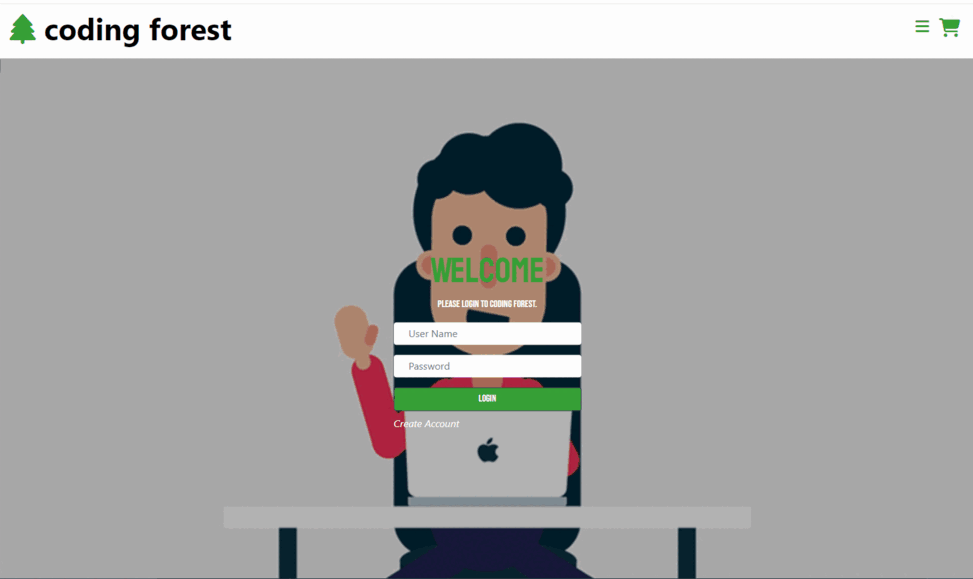 coding forest
WELCOME
PLEASE LOGIN TO CODING FOREST.
User Name
Password
LOGIN
Create Account